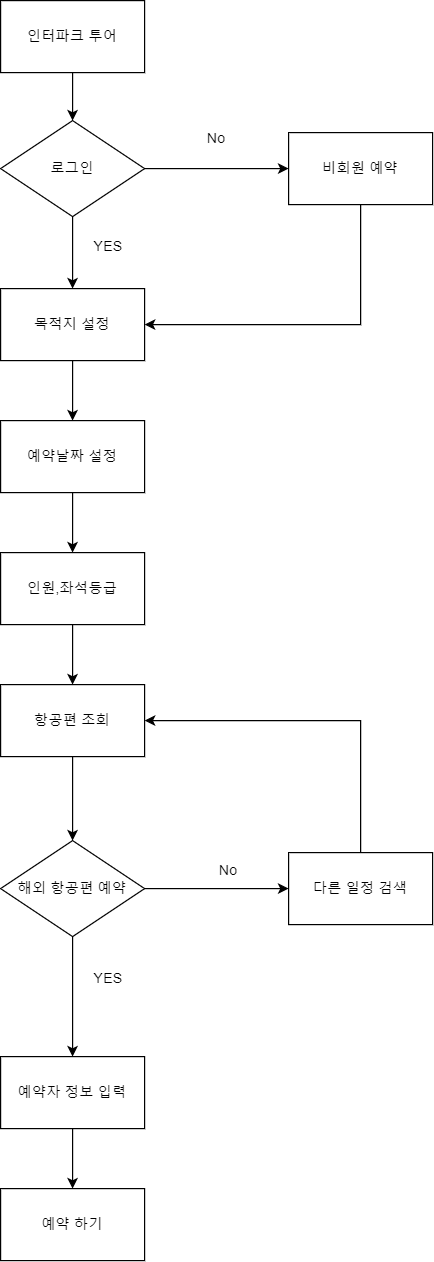 인터파크 투어
로그인
No
비회원 예약
YES
목적지 설정
예약날짜 설정
인원,좌석등급
항공편 조회
해외 항공편 예약
No
다른 일정 검색
YES
예약자 정보 입력
예약 하기